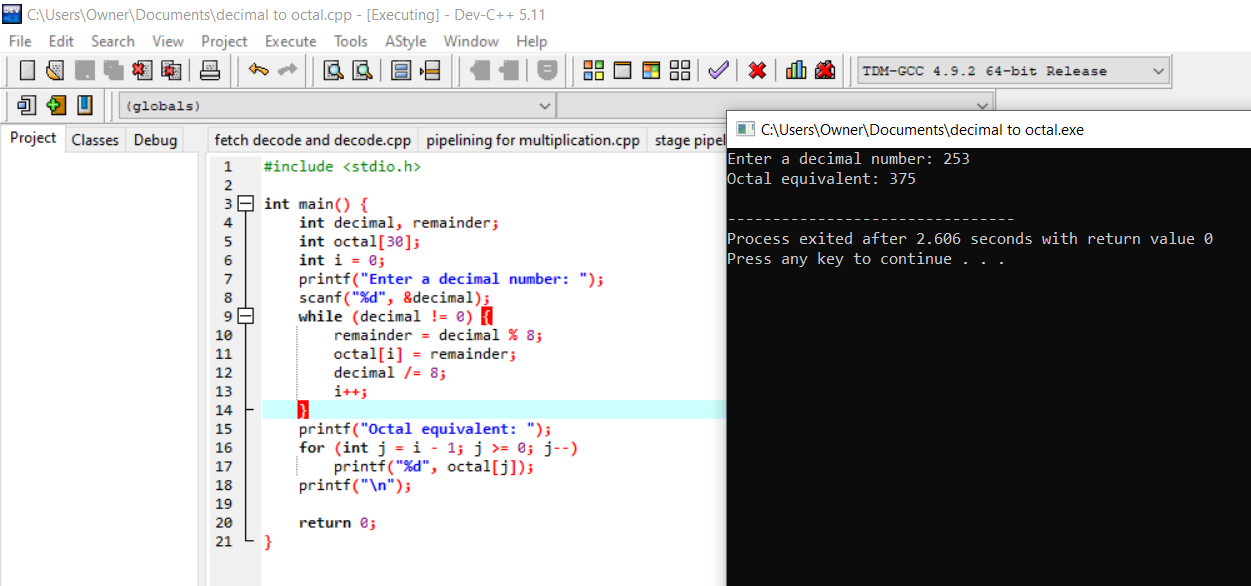 C:\Users\Owner\Documents\decimal to octal.cpp - [Executing] - Dev-C++ 5.11
File Edit Search View Project Execute Tools AStyle Window Help
TDM-GCC 4.9.2 64-bit Release
(globals)
Project Classes Debug
fetch decode and decode.cpp pipelining for multiplication.cpp stage pipel
1 #include <stdio.h>
2
3 int main() {
4     int decimal, remainder;
5     int octal[30];
6     int i = 0;
7     printf("Enter a decimal number: ");
8     scanf("%d", &decimal);
9     while (decimal != 0) {
10         remainder = decimal % 8;
11         octal[i] = remainder;
12         decimal /= 8;
13         i++;
14     }
15     printf("Octal equivalent: ");
16     for (int j = i - 1; j >= 0; j--)
17         printf("%d", octal[j]);
18     printf("\n");
19
20     return 0;
21 }
C:\Users\Owner\Documents\decimal to octal.exe
Enter a decimal number: 253
Octal equivalent: 375
--------------------------------
Process exited after 2.606 seconds with return value 0
Press any key to continue . . .